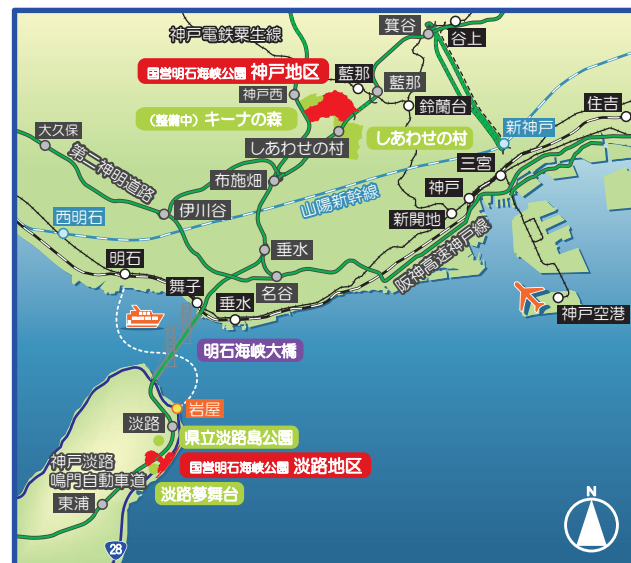 箕谷
谷上
神戸電鉄粟生線
国営明石海峡公園 神戸地区
藍那
藍那
神戸西
鈴蘭台
住吉
(整備中) キーナの森
しあわせの村
新神戸
大久保
しあわせの村
三宮
第二神明道路
布施畑
神戸
山陽新幹線
西明石
伊川谷
新開地
垂水
明石
阪神高速神戸線
舞子
名谷
垂水
神戸空港
明石海峡大橋
岩屋
淡路
県立淡路島公園
神戸淡路
鳴門自動車道
国営明石海峡公園 淡路地区
淡路夢舞台
東浦
N
28